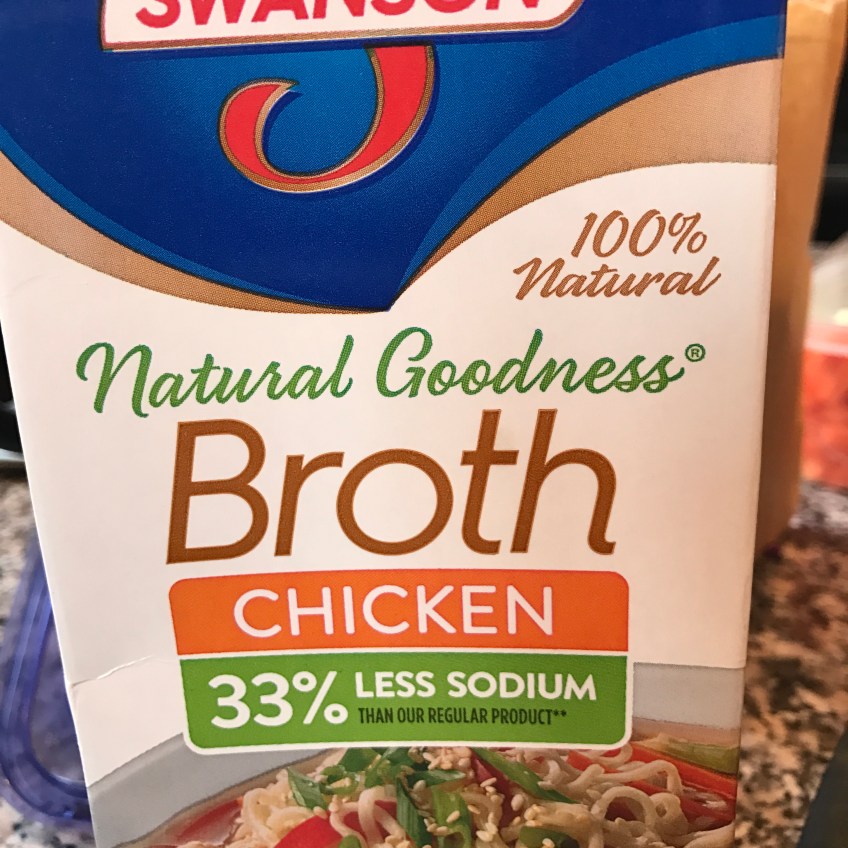 SWANSON
100%
Natural
Natural Goodness®
Broth
CHICKEN
33% LESS SODIUM
THAN OUR REGULAR PRODUCT**